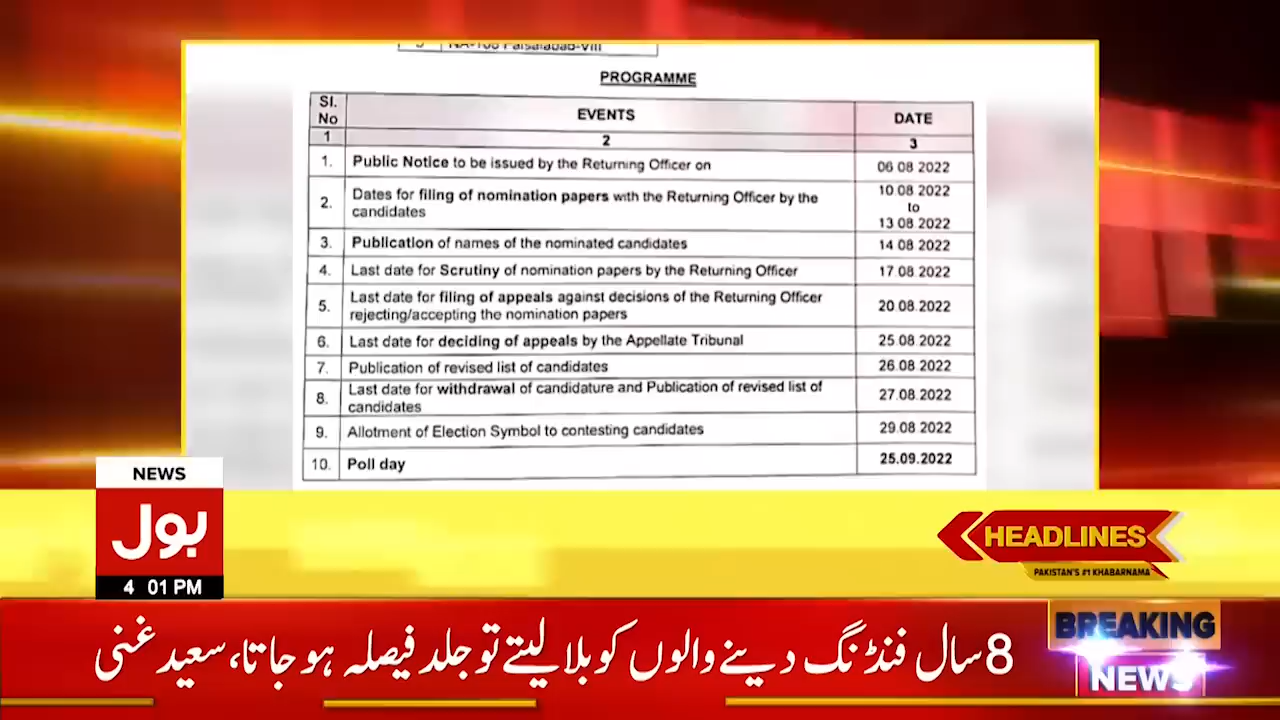 NA-108 Faisalabad-VIII
PROGRAMME
Sl. No EVENTS DATE
1 2 3
1. Public Notice to be issued by the Returning Officer on 06 08 2022
2. Dates for filing of nomination papers with the Returning Officer by the candidates 10 08 2022 to 13 08 2022
3. Publication of names of the nominated candidates 14 08 2022
4. Last date for Scrutiny of nomination papers by the Returning Officer 17.08.2022
5. Last date for filing of appeals against decisions of the Returning Officer rejecting/accepting the nomination papers 20.08.2022
6. Last date for deciding of appeals by the Appellate Tribunal 25.08.2022
7. Publication of revised list of candidates 26.08.2022
8. Last date for withdrawal of candidature and Publication of revised list of candidates 27.08.2022
9. Allotment of Election Symbol to contesting candidates 29.08 2022
10. Poll day 25.09.2022
NEWS
بول
4 01 PM
HEADLINES
PAKISTAN'S #1 KHABARNAMA
8 سال فنڈنگ دینے والوں کو بلا لیتے تو جلد فیصلہ ہو جاتا، سعید غنی
BREAKING
NEWS